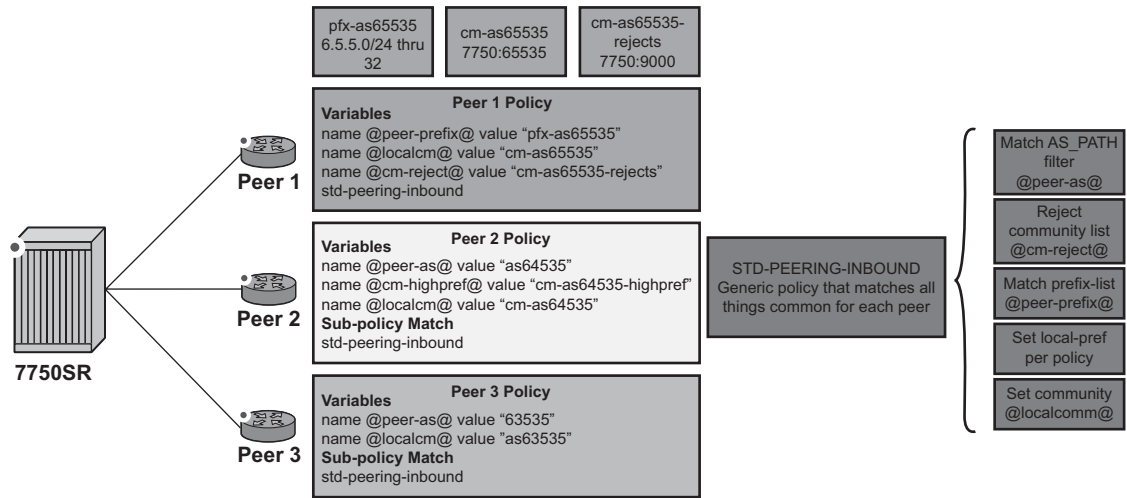 pfx-as65535
6.5.5.0/24 thru
32
cm-as65535
7750:65535
cm-as65535-
rejects
7750:9000
Peer 1 Policy
Variables
name @peer-prefix@ value “pfx-as65535”
name @localcm@ value “cm-as65535”
name @cm-reject@ value “cm-as65535-rejects”
std-peering-inbound
Peer 1
Peer 2 Policy
Variables
name @peer-as@ value “as64535”
name @cm-highpref@ value “cm-as64535-highpref”
name @localcm@ value “cm-as64535”
Sub-policy Match
std-peering-inbound
Peer 2
7750SR
Peer 3 Policy
Variables
name @peer-as@ value “63535”
name @localcm@ value ”as63535”
Sub-policy Match
std-peering-inbound
Peer 3
STD-PEERING-INBOUND
Generic policy that matches all
things common for each peer
Match AS_PATH
filter
@peer-as@
Reject
community list
@cm-reject@
Match prefix-list
@peer-prefix@
Set local-pref
per policy
Set community
@localcomm@